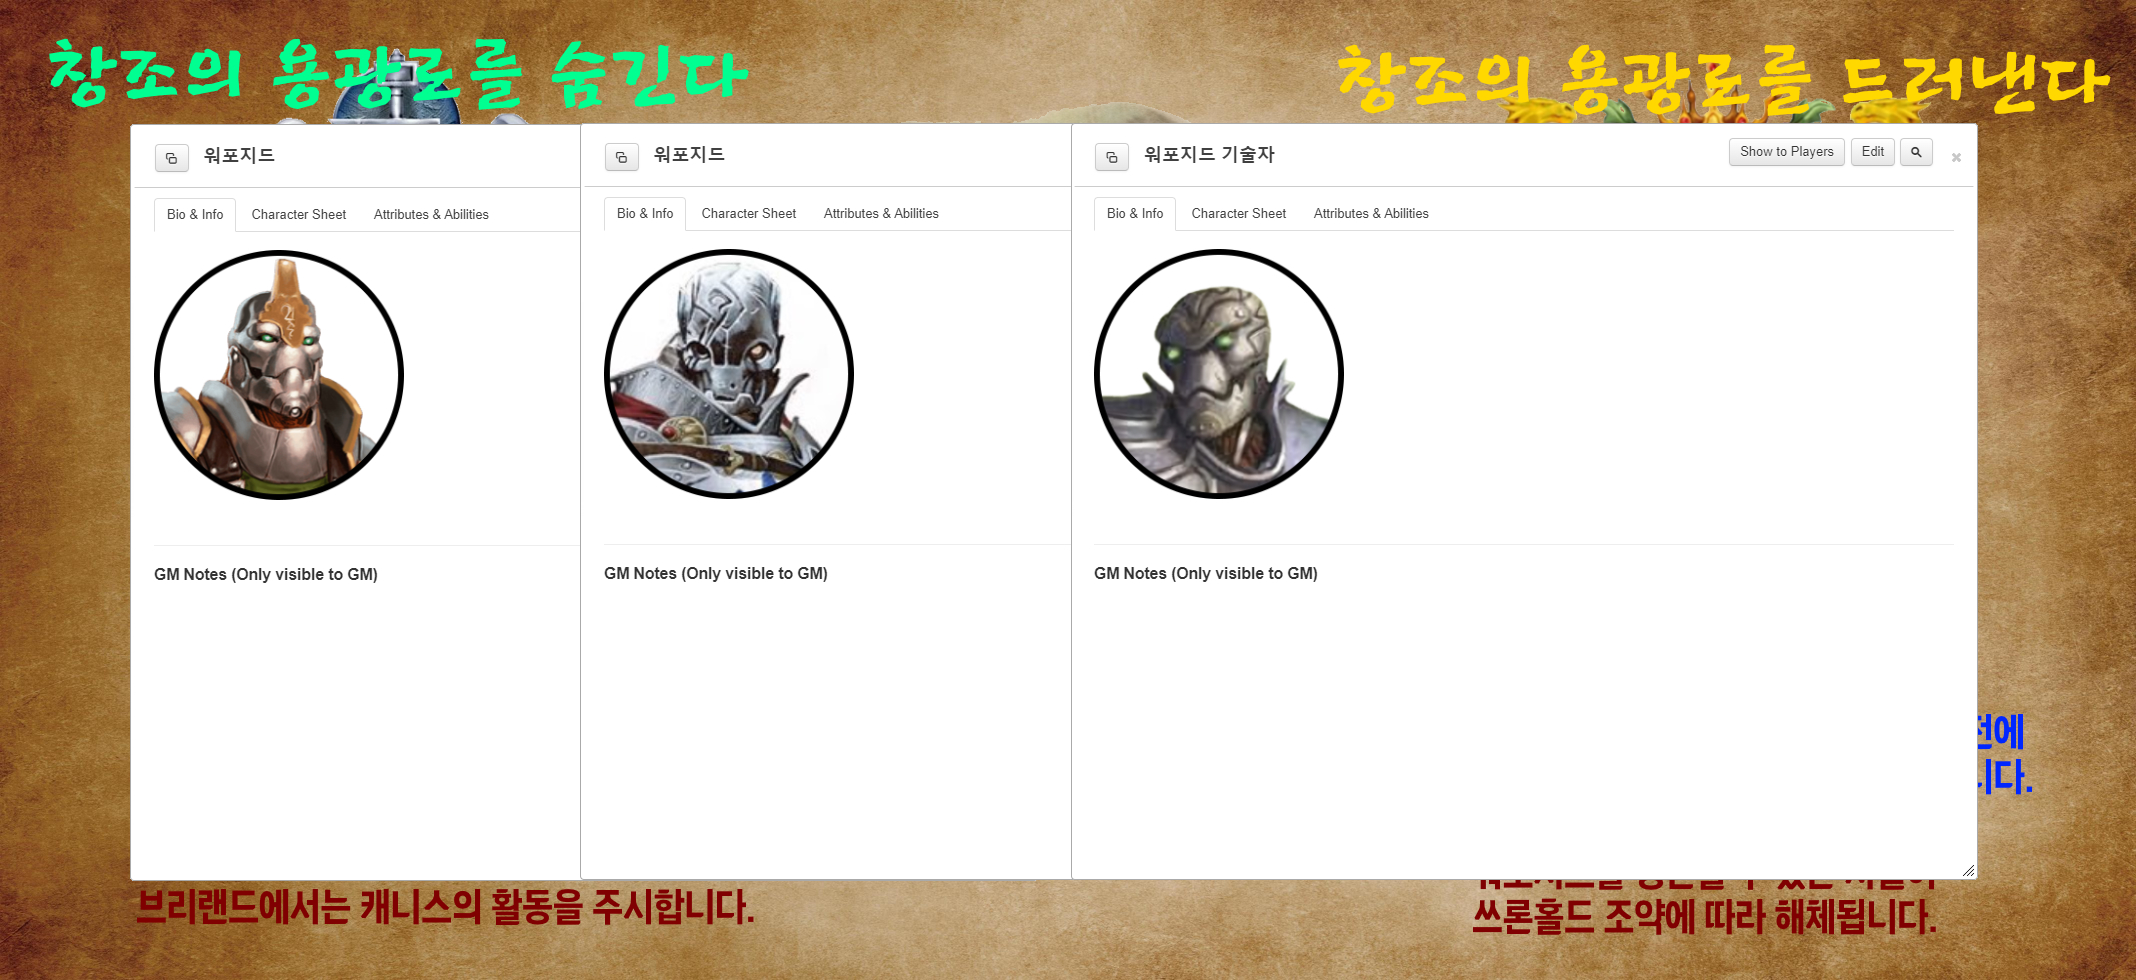 창조의 용광로를 숨긴다
창조의 용광로를 드러낸다
워포지드
Bio & Info
Character Sheet
Attributes & Abilities
GM Notes (Only visible to GM)
워포지드
Bio & Info
Character Sheet
Attributes & Abilities
GM Notes (Only visible to GM)
워포지드 기술자
Show to Players
Edit
Bio & Info
Character Sheet
Attributes & Abilities
GM Notes (Only visible to GM)
전에
니다.
브리랜드에서는 캐니스의 활동을 주시합니다.
쓰론홀드 조약에 따라 해체됩니다.